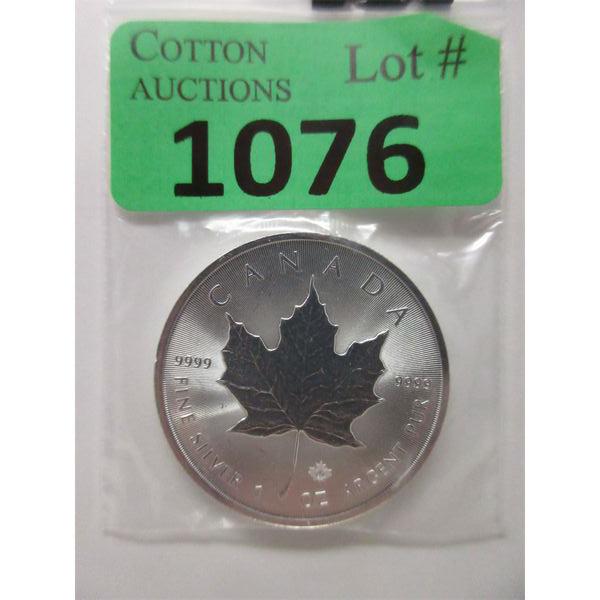 COTTON
AUCTIONS
Lot #
1076
CANADA
9999
9999
FINE SILVER 1 OZ ARGENT PUR